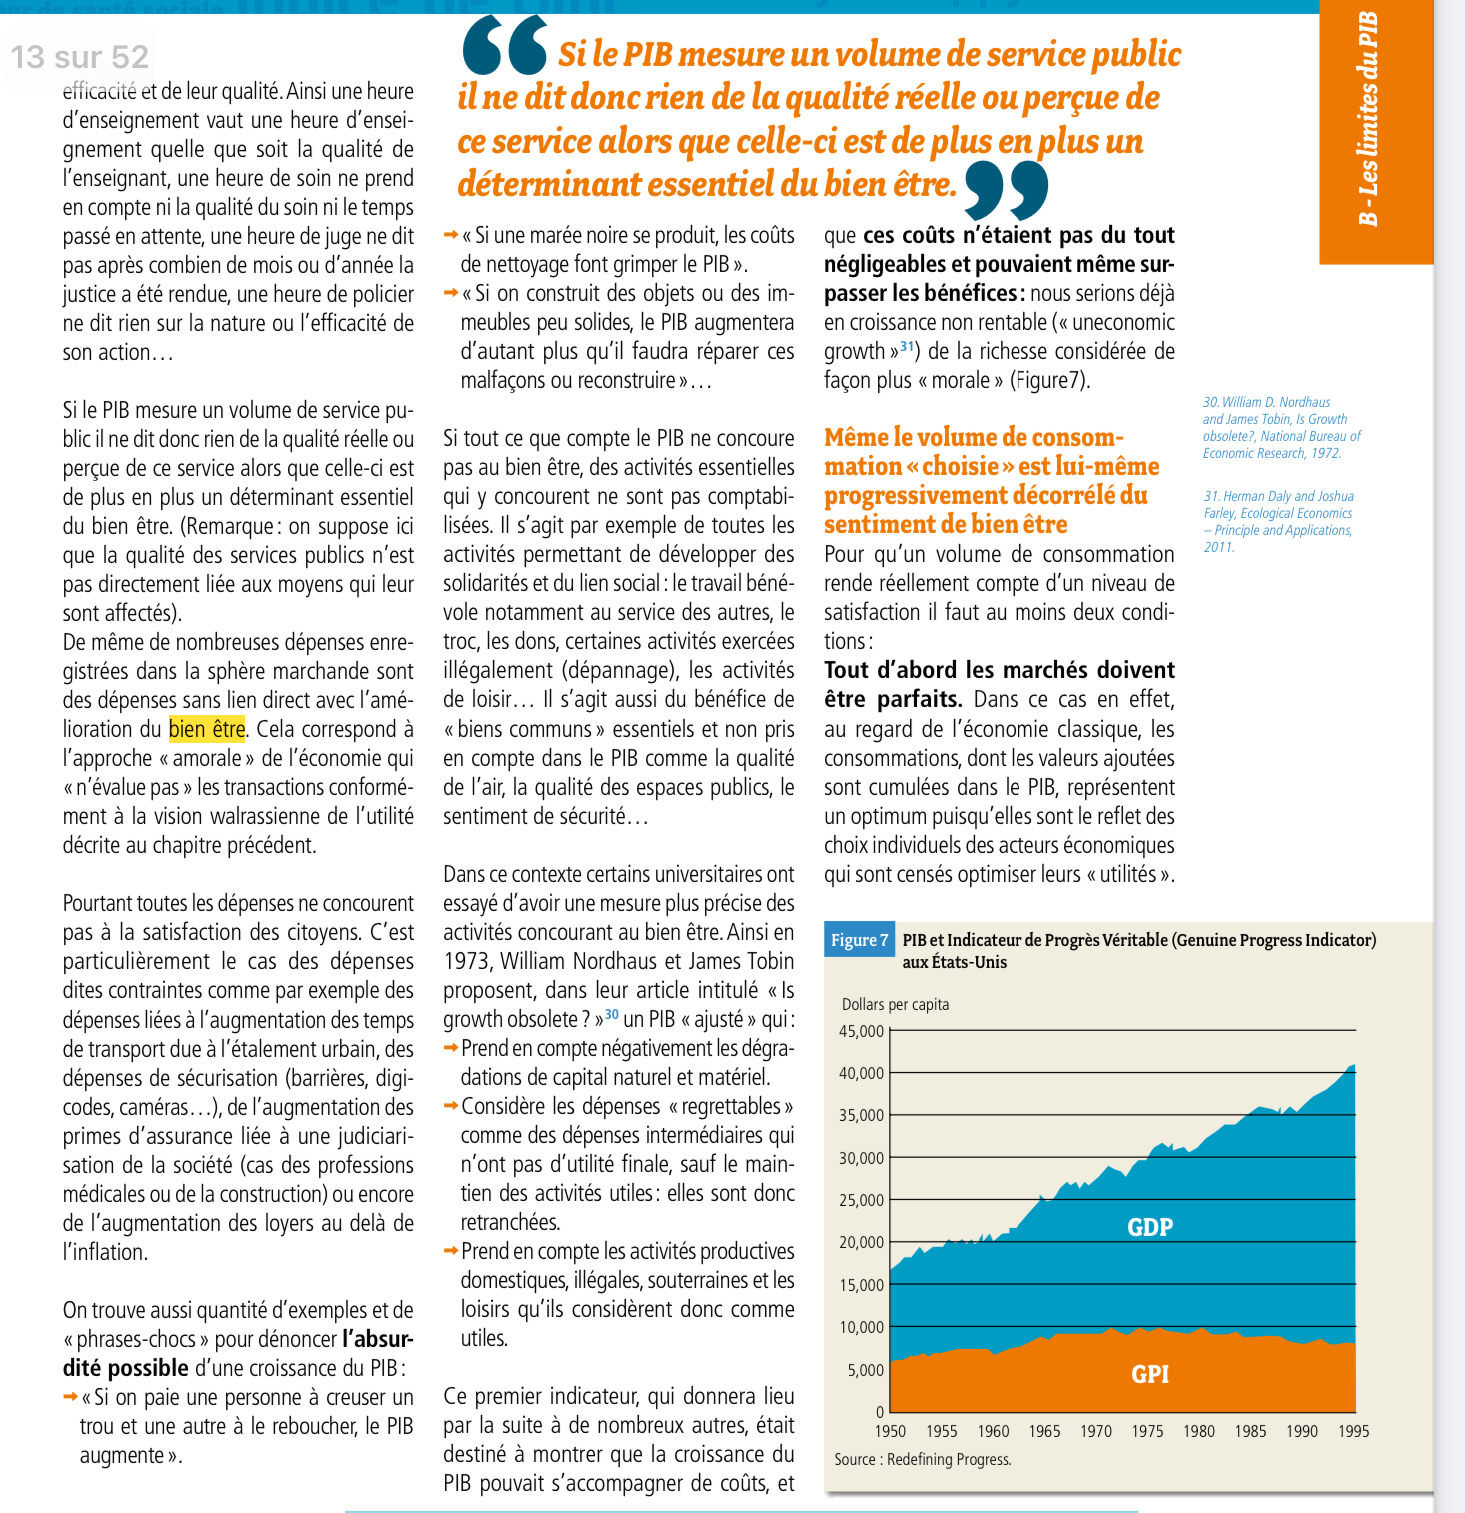 13 sur 52
B - Les limites du PIB
Si le PIB mesure un volume de service public
il ne dit donc rien de la qualité réelle ou perçue de
ce service alors que celle-ci est de plus en plus un
déterminant essentiel du bien être.
efficacité et de leur qualité. Ainsi une heure
d’enseignement vaut une heure d’ensei-
gnement quelle que soit la qualité de
l’enseignant, une heure de soin ne prend
en compte ni la qualité du soin ni le temps
passé en attente, une heure de juge ne dit
pas après combien de mois ou d’année la
justice a été rendue, une heure de policier
ne dit rien sur la nature ou l’efficacité de
son action…
Si le PIB mesure un volume de service pu-
blic il ne dit donc rien de la qualité réelle ou
perçue de ce service alors que celle-ci est
de plus en plus un déterminant essentiel
du bien être. (Remarque : on suppose ici
que la qualité des services publics n’est
pas directement liée aux moyens qui leur
sont affectés).
De même de nombreuses dépenses enre-
gistrées dans la sphère marchande sont
des dépenses sans lien direct avec l’amé-
lioration du bien être. Cela correspond à
l’approche « amorale » de l’économie qui
« n’évalue pas » les transactions conformé-
ment à la vision walrassienne de l’utilité
décrite au chapitre précédent.
Pourtant toutes les dépenses ne concourent
pas à la satisfaction des citoyens. C’est
particulièrement le cas des dépenses
dites contraintes comme par exemple des
dépenses liées à l’augmentation des temps
de transport due à l’étalement urbain, des
dépenses de sécurisation (barrières, digi-
codes, caméras…), de l’augmentation des
primes d’assurance liée à une judiciari-
sation de la société (cas des professions
médicales ou de la construction) ou encore
de l’augmentation des loyers au delà de
l’inflation.
On trouve aussi quantité d’exemples et de
« phrases-chocs » pour dénoncer l’absur-
dité possible d’une croissance du PIB :
➞ « Si on paie une personne à creuser un
trou et une autre à le reboucher, le PIB
augmente ».
➞ « Si une marée noire se produit, les coûts
de nettoyage font grimper le PIB ».
➞ « Si on construit des objets ou des im-
meubles peu solides, le PIB augmentera
d’autant plus qu’il faudra réparer ces
malfaçons ou reconstruire »…
Si tout ce que compte le PIB ne concoure
pas au bien être, des activités essentielles
qui y concourent ne sont pas comptabi-
lisées. Il s’agit par exemple de toutes les
activités permettant de développer des
solidarités et du lien social : le travail béné-
vole notamment au service des autres, le
troc, les dons, certaines activités exercées
illégalement (dépannage), les activités
de loisir… Il s’agit aussi du bénéfice de
« biens communs » essentiels et non pris
en compte dans le PIB comme la qualité
de l’air, la qualité des espaces publics, le
sentiment de sécurité…
Dans ce contexte certains universitaires ont
essayé d’avoir une mesure plus précise des
activités concourant au bien être. Ainsi en
1973, William Nordhaus et James Tobin
proposent, dans leur article intitulé « Is
growth obsolete ? »30 un PIB « ajusté » qui :
➞ Prend en compte négativement les dégra-
dations de capital naturel et matériel.
➞ Considère les dépenses « regrettables »
comme des dépenses intermédiaires qui
n’ont pas d’utilité finale, sauf le main-
tien des activités utiles : elles sont donc
retranchées.
➞ Prend en compte les activités productives
domestiques, illégales, souterraines et les
loisirs qu’ils considèrent donc comme
utiles.
Ce premier indicateur, qui donnera lieu
par la suite à de nombreux autres, était
destiné à montrer que la croissance du
PIB pouvait s’accompagner de coûts, et
que ces coûts n’étaient pas du tout
négligeables et pouvaient même sur-
passer les bénéfices : nous serions déjà
en croissance non rentable (« uneconomic
growth »31) de la richesse considérée de
façon plus « morale » (Figure7).
Même le volume de consom-
mation « choisie » est lui-même
progressivement décorrélé du
sentiment de bien être
Pour qu’un volume de consommation
rende réellement compte d’un niveau de
satisfaction il faut au moins deux condi-
tions :
Tout d’abord les marchés doivent
être parfaits. Dans ce cas en effet,
au regard de l’économie classique, les
consommations, dont les valeurs ajoutées
sont cumulées dans le PIB, représentent
un optimum puisqu’elles sont le reflet des
choix individuels des acteurs économiques
qui sont censés optimiser leurs « utilités ».
30. William D. Nordhaus
and James Tobin, Is Growth
obsolete?, National Bureau of
Economic Research, 1972.
31. Herman Daly and Joshua
Farley, Ecological Economics
– Principle and Applications,
2011.
Figure 7 PIB et Indicateur de Progrès Véritable (Genuine Progress Indicator)
aux États-Unis
Dollars per capita
45,000
40,000
35,000
30,000
25,000
20,000
15,000
10,000
5,000
0
GDP
GPI
1950 1955 1960 1965 1970 1975 1980 1985 1990 1995
Source : Redefining Progress.